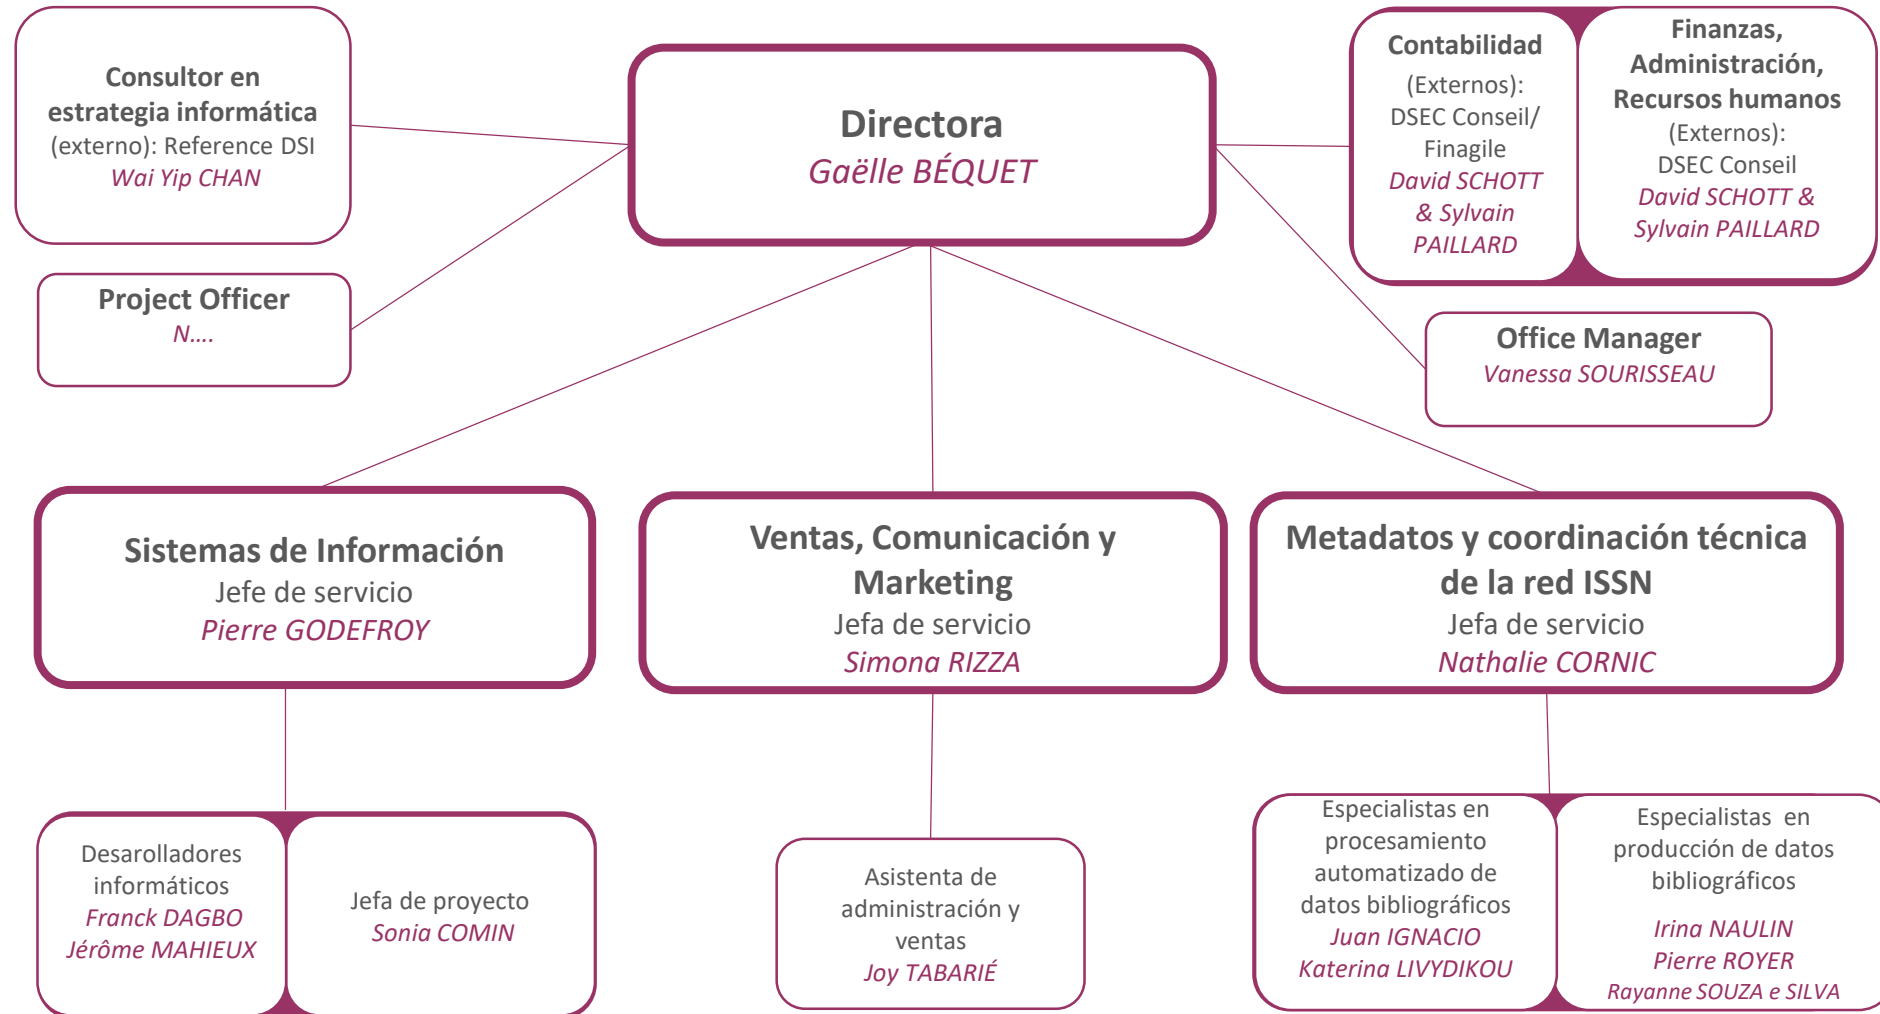 Consultor en
estrategia informática
(externo): Reference DSI
Wai Yip CHAN
Project Officer
N....
Directora
Gaëlle BÉQUET
Contabilidad
(Externos):
DSEC Conseil/
Finagile
David SCHOTT
& Sylvain
PAILLARD
Finanzas,
Administración,
Recursos humanos
(Externos):
DSEC Conseil
David SCHOTT &
Sylvain PAILLARD
Office Manager
Vanessa SOURISSEAU
Sistemas de Información
Jefe de servicio
Pierre GODEFROY
Ventas, Comunicación y
Marketing
Jefa de servicio
Simona RIZZA
Metadatos y coordinación técnica
de la red ISSN
Jefa de servicio
Nathalie CORNIC
Desarolladores
informáticos
Franck DAGBO
Jérôme MAHIEUX
Jefa de proyecto
Sonia COMIN
Asistenta de
administración y
ventas
Joy TABARIÉ
Especialistas en
procesamiento
automatizado de
datos bibliográficos
Juan IGNACIO
Katerina LIVYDIKOU
Especialistas en
producción de datos
bibliográficos
Irina NAULIN
Pierre ROYER
Rayanne SOUZA e SILVA